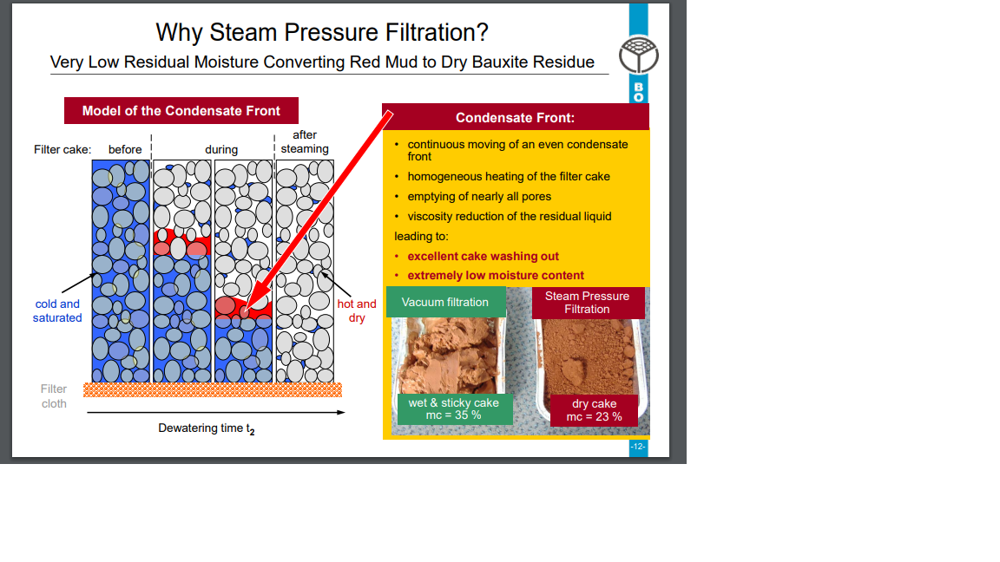 Why Steam Pressure Filtration?
Very Low Residual Moisture Converting Red Mud to Dry Bauxite Residue
B
O
Model of the Condensate Front
Filter cake:
before
during
after
steaming
cold and
saturated
hot and
dry
Filter
cloth
Dewatering time t2
Condensate Front:
• continuous moving of an even condensate
front
• homogeneous heating of the filter cake
• emptying of nearly all pores
• viscosity reduction of the residual liquid
leading to:
• excellent cake washing out
• extremely low moisture content
Vacuum filtration
Steam Pressure
Filtration
wet & sticky cake
mc = 35 %
dry cake
mc = 23 %
-12-